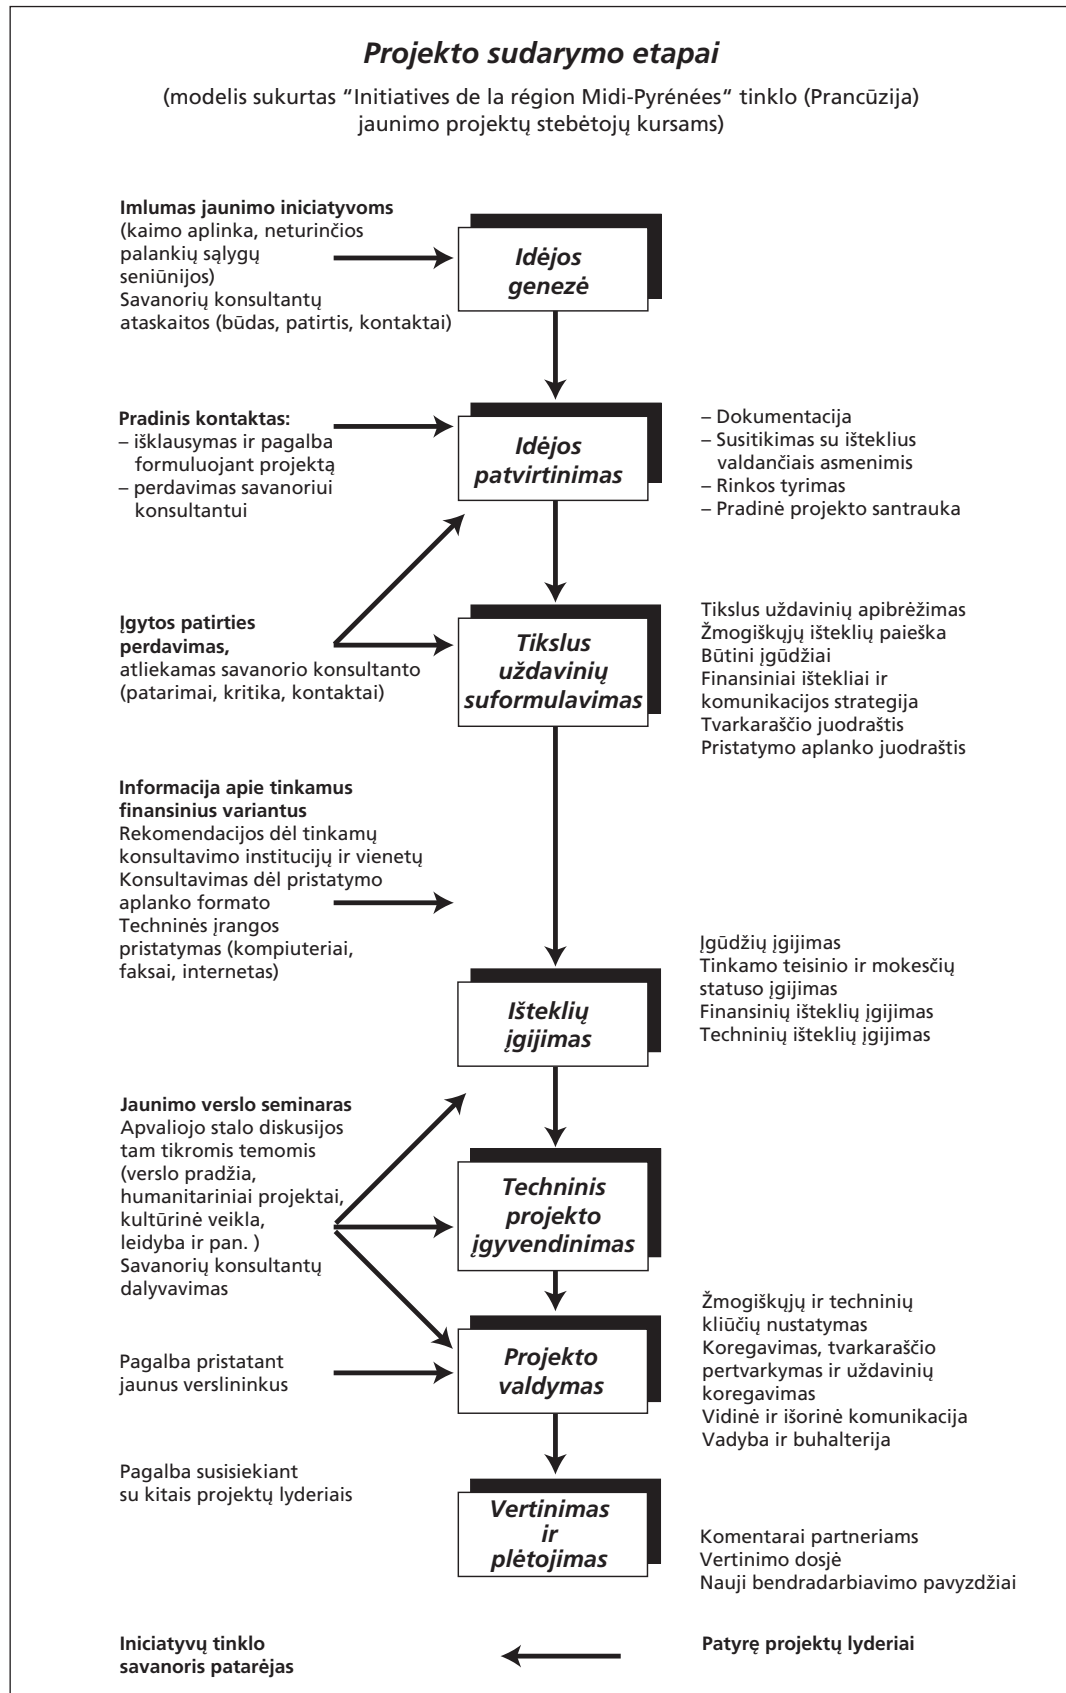 Projekto sudarymo etapai
(modelis sukurtas “Initiatives de la région Midi-Pyrénées“ tinklo (Prancūzija)
jaunimo projektų stebėtojų kursams)
Imlumas jaunimo iniciatyvoms
(kaimo aplinka, neturinčios
palankių sąlygų
seniūnijos)
Savanorių konsultantų
ataskaitos (būdas, patirtis, kontaktai)
Idėjos
genezė
Pradinis kontaktas:
– išklausymas ir pagalba
formuluojant projektą
– perdavimas savanoriui
konsultantui
Idėjos
patvirtinimas
– Dokumentacija
– Susitikimas su išteklius
valdančiais asmenimis
– Rinkos tyrimas
– Pradinė projekto santrauka
Įgytos patirties
perdavimas,
atliekamas savanorio konsultanto
(patarimai, kritika, kontaktai)
Tikslus
uždavinių
suformulavimas
Tikslus uždavinių apibrėžimas
Žmogiškųjų išteklių paieška
Būtini įgūdžiai
Finansiniai ištekliai ir
komunikacijos strategija
Tvarkaraščio juodraštis
Pristatymo aplanko juodraštis
Informacija apie tinkamus
finansinius variantus
Rekomendacijos dėl tinkamų
konsultavimo institucijų ir vienetų
Konsultavimas dėl pristatymo
aplanko formato
Techninės įrangos
pristatymas (kompiuteriai,
faksai, internetas)
Išteklių
įgijimas
Įgūdžių įgijimas
Tinkamo teisinio ir mokesčių
statuso įgijimas
Finansinių išteklių įgijimas
Techninių išteklių įgijimas
Jaunimo verslo seminaras
Apvaliojo stalo diskusijos
tam tikromis temomis
(verslo pradžia,
humanitariniai projektai,
kultūrinė veikla,
leidyba ir pan. )
Savanorių konsultantų
dalyvavimas
Techninis
projekto
įgyvendinimas
Pagalba pristatant
jaunus verslininkus
Projekto
valdymas
Žmogiškųjų ir techninių
kliūčių nustatymas
Koregavimas, tvarkaraščio
pertvarkymas ir uždavinių
koregavimas
Vidinė ir išorinė komunikacija
Vadyba ir buhalterija
Pagalba susisiekiant
su kitais projektų lyderiais
Vertinimas
ir
plėtojimas
Komentarai partneriams
Vertinimo dosjė
Nauji bendradarbiavimo pavyzdžiai
Iniciatyvų tinklo
savanoris patarėjas
Patyrę projektų lyderiai